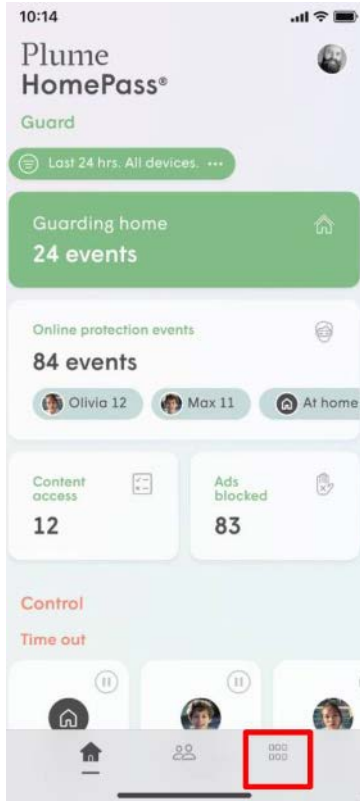 10:14
Plume
HomePass®
Guard
Last 24 hrs. All devices. •••
Guarding home
24 events
Online protection events
84 events
Olivia 12
Max 11
At home
Content
access
12
Ads
blocked
83
Control
Time out